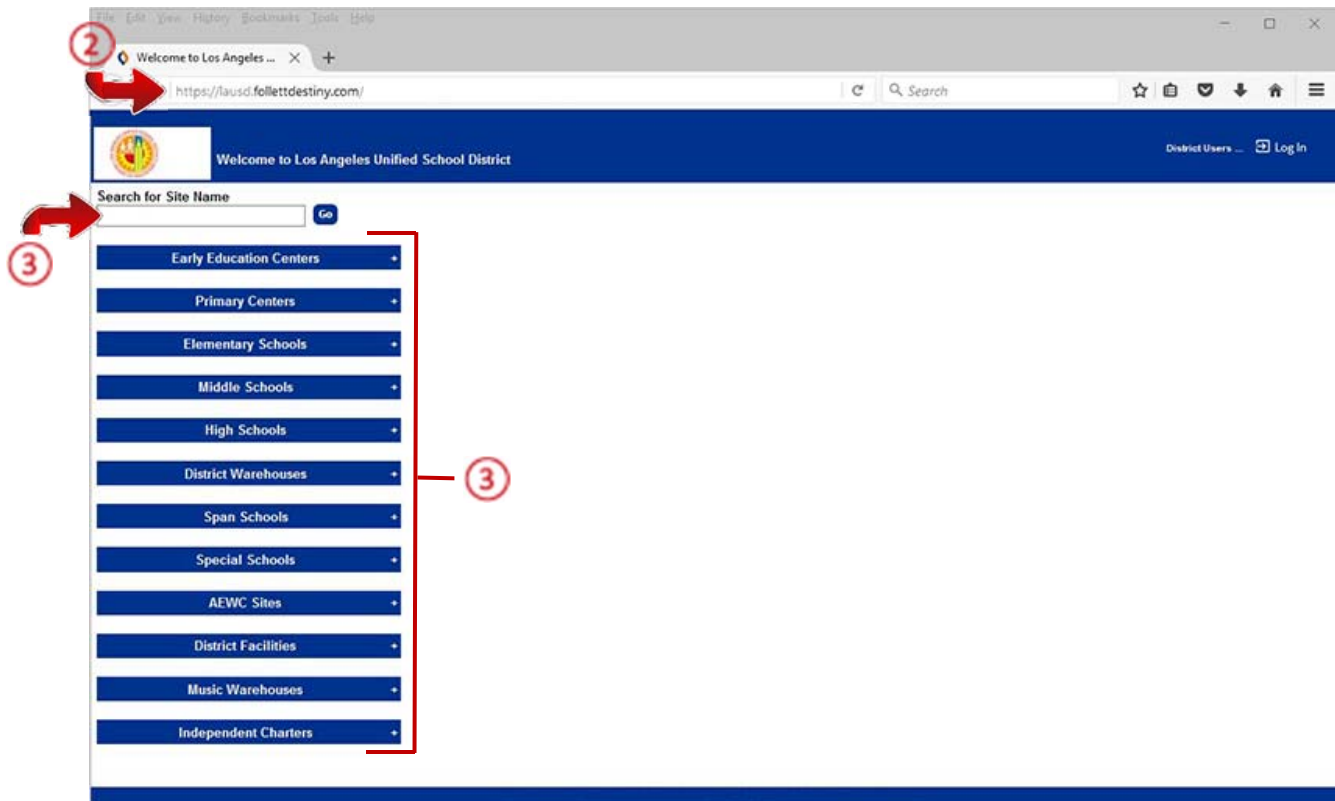 File Edit View History Bookmarks Tools Help
2
Welcome to Los Angeles ...
https://lausd.follettdestiny.com/
Search
Welcome to Los Angeles Unified School District
District Users ... Log In
Search for Site Name
Go
3
Early Education Centers +
Primary Centers +
Elementary Schools +
Middle Schools +
High Schools +
District Warehouses +
3
Span Schools +
Special Schools +
AEWC Sites +
District Facilities +
Music Warehouses +
Independent Charters +